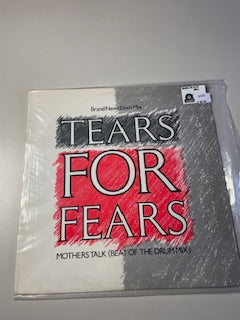 Brand New 12inch Mix
TEARS
FOR
FEARS
MOTHERS TALK (BEAT OF THE DRUM MIX)